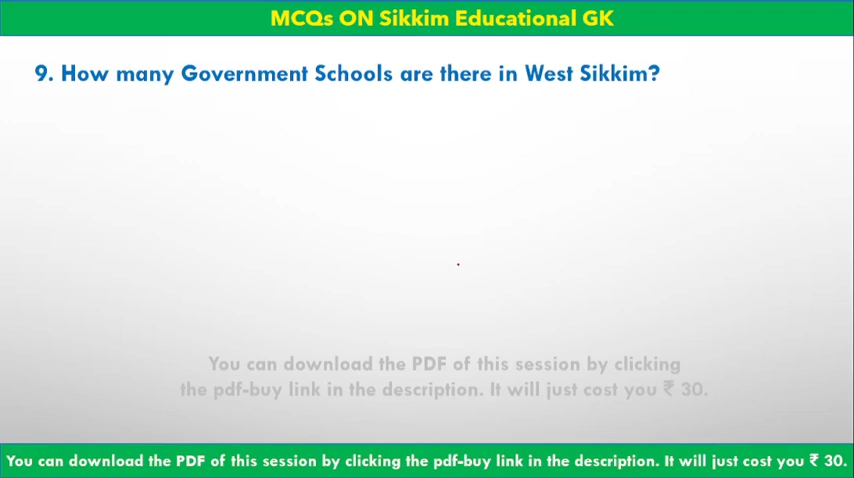 MCQs ON Sikkim Educational GK
9. How many Government Schools are there in West Sikkim?
You can download the PDF of this session by clicking
the pdf-buy link in the description. It will just cost you ₹ 30.
You can download the PDF of this session by clicking the pdf-buy link in the description. It will just cost you ₹ 30.